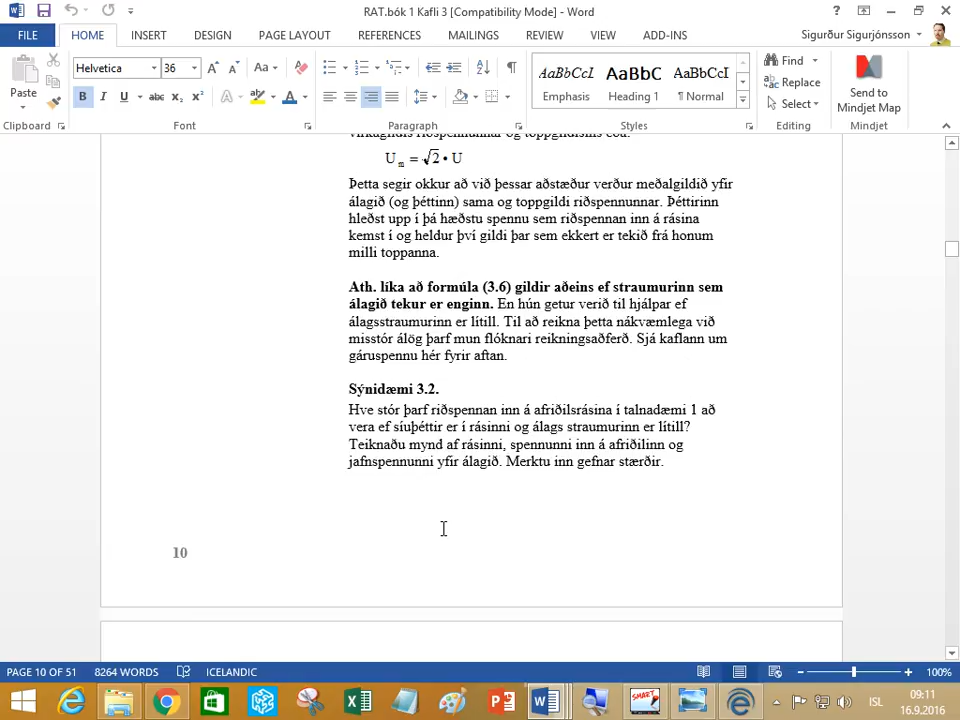 RAT.bók 1 Kafli 3 [Compatibility Mode] - Word
FILE HOME INSERT DESIGN PAGE LAYOUT REFERENCES MAILINGS REVIEW VIEW ADD-INS Sigurður Sigurjónsson
Paste
Helvetica 36
Emphasis Heading 1 ¶ Normal
Find
Replace
Select
Send to
Mindjet Map
Clipboard Font Paragraph Styles Editing Mindjet
Uₘ = √2 • U
Þetta segir okkur að við þessar aðstæður verður meðalgildið yfir
álagið (og þéttinn) sama og toppgildi riðspennunnar. Þéttirinn
hleðst upp í þá hæðstu spennu sem riðspennan inn á rásina
kemst í og heldur því gildi þar sem ekkert er tekið frá honum
milli toppanna.
Ath. líka að formúla (3.6) gildir aðeins ef straumurinn sem
álagið tekur er enginn. En hún getur verið til hjálpar ef
álagsstraumurinn er lítill. Til að reikna þetta nákvæmlega við
misstór álög þarf mun flóknari reikningsaðferð. Sjá kaflann um
gáruspennu hér fyrir aftan.
Sýnidæmi 3.2.
Hve stór þarf riðspennan inn á afriðilsrásina í talnadæmi 1 að
vera ef síuþéttir er í rásinni og álags straumurinn er lítill?
Teiknaðu mynd af rásinni, spennunni inn á afriðilinn og
jafnspennunni yfir álagið. Merktu inn gefnar stærðir.
10
PAGE 10 OF 51 8264 WORDS ICELANDIC 100%
ISL
09:11
16.9.2016